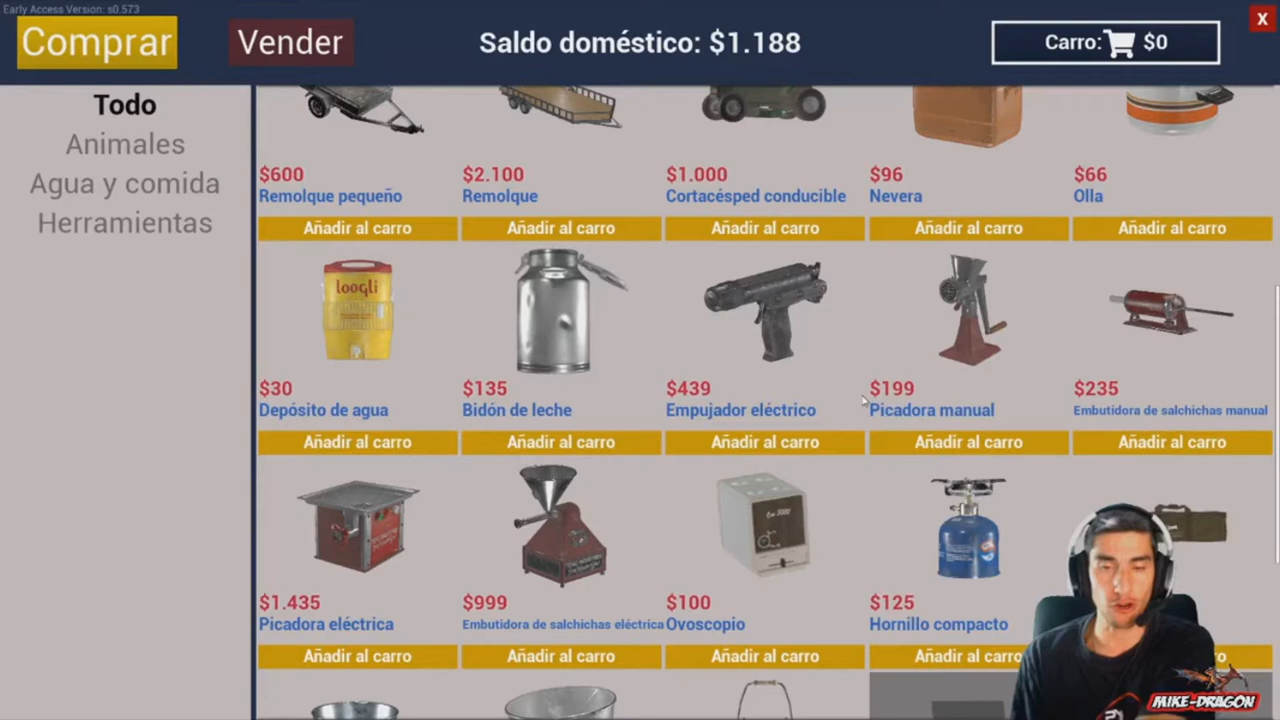 Early Access Version: s0.573
Comprar
Vender
Saldo doméstico: $1.188
Carro: $0
X
Todo
Animales
Agua y comida
Herramientas
$600
Remolque pequeño
Añadir al carro
$2.100
Remolque
Añadir al carro
$1.000
Cortacésped conducible
Añadir al carro
$96
Nevera
Añadir al carro
$66
Olla
Añadir al carro
loogli
$30
Depósito de agua
Añadir al carro
$135
Bidón de leche
Añadir al carro
$439
Empujador eléctrico
Añadir al carro
$199
Picadora manual
Añadir al carro
$235
Embutidora de salchichas manual
Añadir al carro
$1.435
Picadora eléctrica
Añadir al carro
$999
Embutidora de salchichas eléctrica
Añadir al carro
$100
Ovoscopio
Añadir al carro
$125
Hornillo compacto
Añadir al carro
MIKE-DRAGON